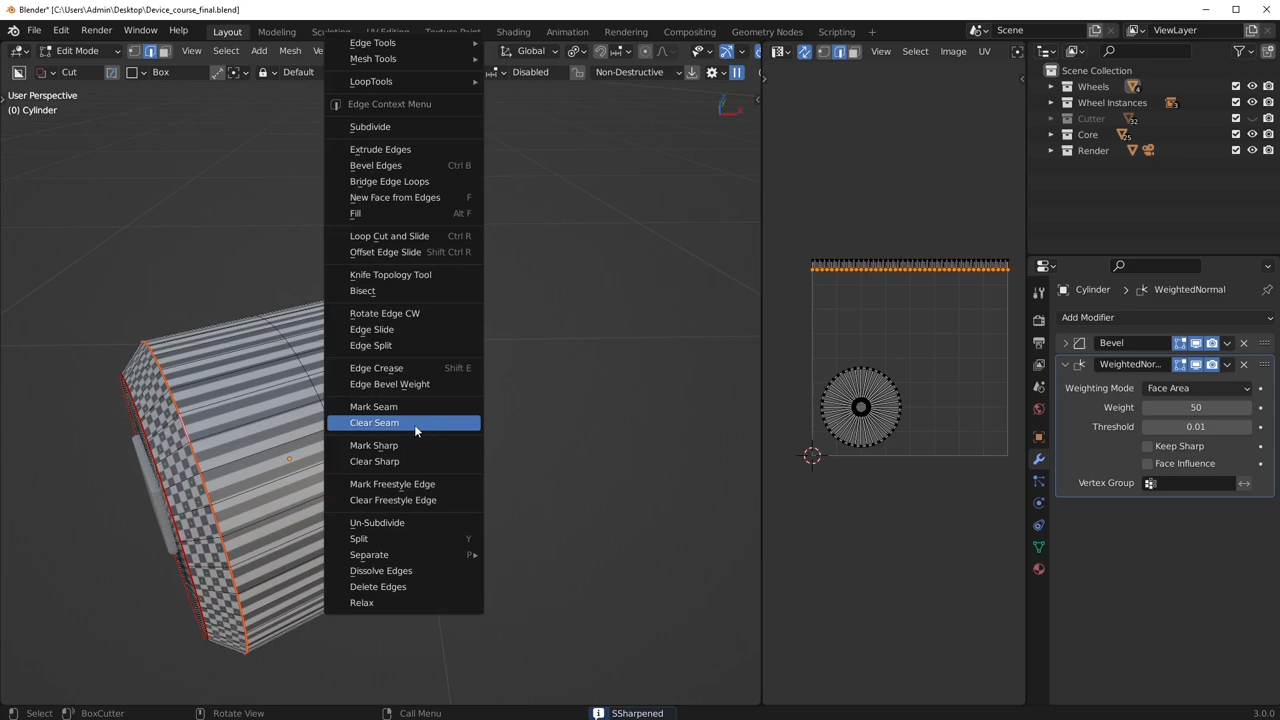 Blender* [C:\Users\Admin\Desktop\Device_course_final.blend]
File Edit Render Window Help Layout Modeling Shading Animation Rendering Compositing Geometry Nodes Scripting + Scene ViewLayer
Edit Mode View Select Add Mesh Global View Select Image UV
Cut Box Default Disabled Non-Destructive
User Perspective
(0) Cylinder
Edge Tools
Mesh Tools
LoopTools
Edge Context Menu
Subdivide
Extrude Edges
Bevel Edges Ctrl B
Bridge Edge Loops
New Face from Edges F
Fill Alt F
Loop Cut and Slide Ctrl R
Offset Edge Slide Shift Ctrl R
Knife Topology Tool
Bisect
Rotate Edge CW
Edge Slide
Edge Split
Edge Crease Shift E
Edge Bevel Weight
Mark Seam
Clear Seam
Mark Sharp
Clear Sharp
Mark Freestyle Edge
Clear Freestyle Edge
Un-Subdivide
Split Y
Separate P
Dissolve Edges
Delete Edges
Relax
Scene Collection
Wheels 4
Wheel Instances 3
Cutter 32
Core 25
Render
Cylinder > WeightedNormal
Add Modifier
Bevel
WeightedNor...
Weighting Mode Face Area
Weight 50
Threshold 0.01
Keep Sharp
Face Influence
Vertex Group
Select BoxCutter Rotate View Call Menu SSharpened 3.0.0